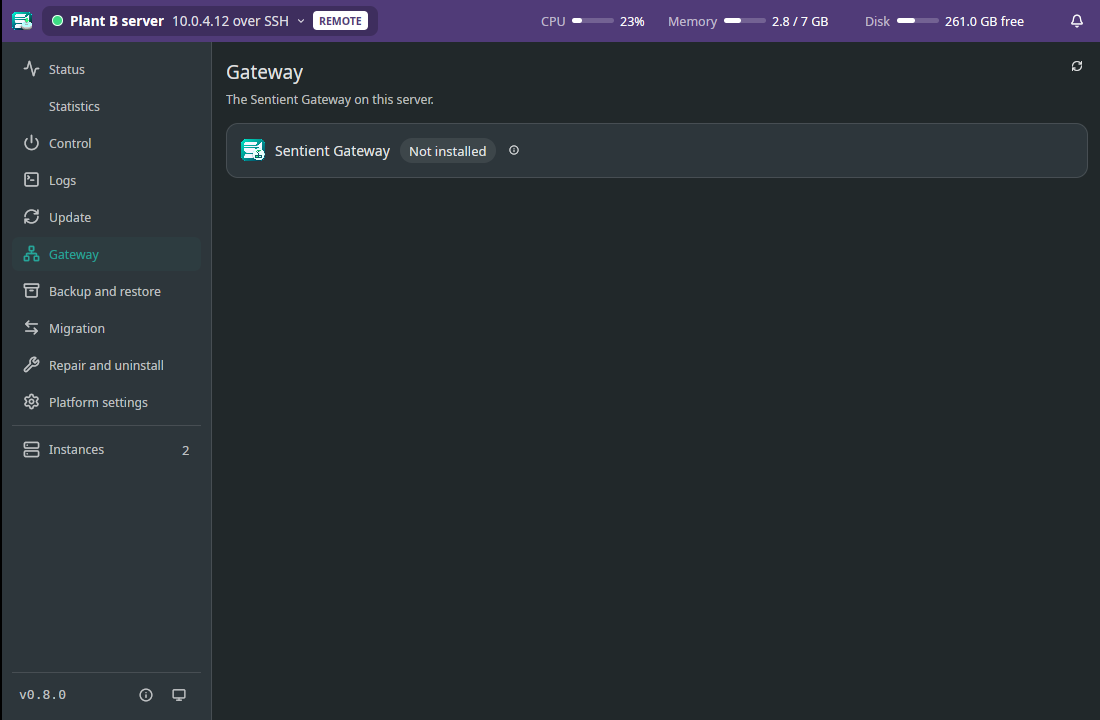 Plant B server 10.0.4.12 over SSH REMOTE CPU 23% Memory 2.8 / 7 GB Disk 261.0 GB free
Status
Statistics
Control
Logs
Update
Gateway
Backup and restore
Migration
Repair and uninstall
Platform settings
Instances 2
v0.8.0
Gateway
The Sentient Gateway on this server.
Sentient Gateway Not installed